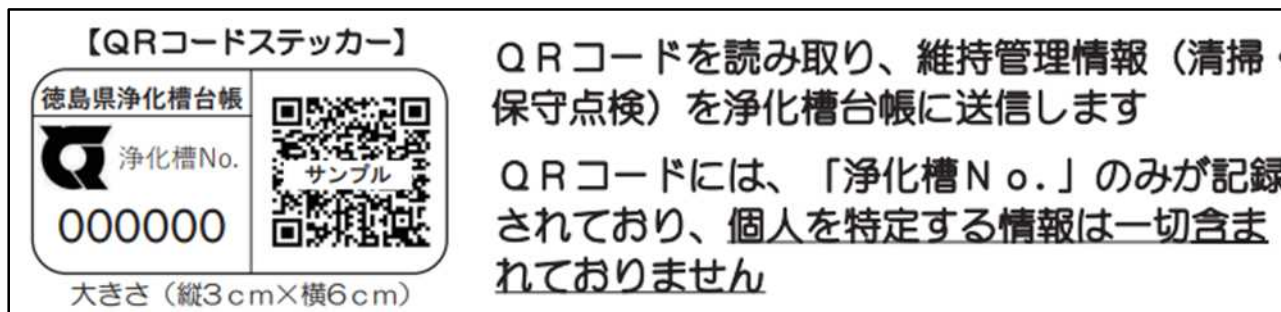 【QRコードステッカー】
徳島県浄化槽台帳
浄化槽No.
000000
サンプル
大きさ（縦3cm×横6cm）
QRコードを読み取り、維持管理情報（清掃・
保守点検）を浄化槽台帳に送信します
QRコードには、「浄化槽No.」のみが記録
されており、個人を特定する情報は一切含ま
れておりません